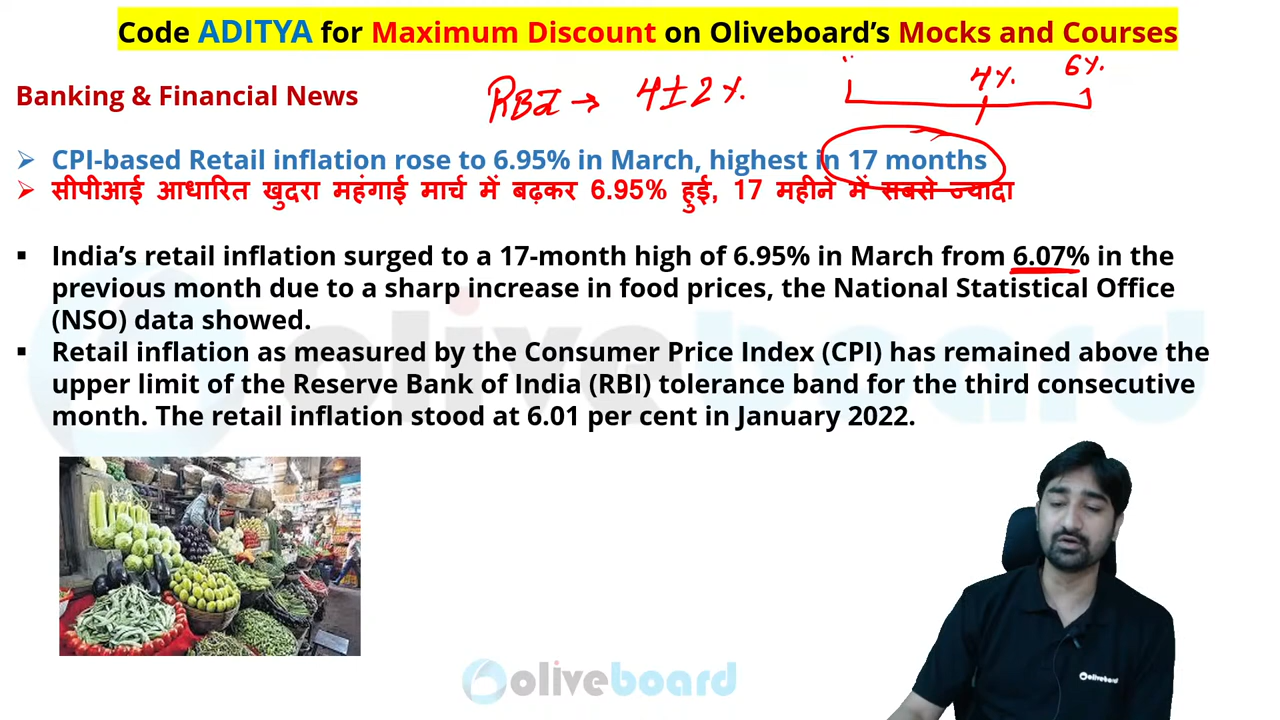 Code ADITYA for Maximum Discount on Oliveboard's Mocks and Courses
Banking & Financial News
RBI → 4±2%
4%. 6%.
➢ CPI-based Retail inflation rose to 6.95% in March, highest in 17 months
➢ सीपीआई आधारित खुदरा महंगाई मार्च में बढ़कर 6.95% हुई, 17 महीने में सबसे ज्यादा
▪ India's retail inflation surged to a 17-month high of 6.95% in March from 6.07% in the
previous month due to a sharp increase in food prices, the National Statistical Office
(NSO) data showed.
▪ Retail inflation as measured by the Consumer Price Index (CPI) has remained above the
upper limit of the Reserve Bank of India (RBI) tolerance band for the third consecutive
month. The retail inflation stood at 6.01 per cent in January 2022.
oliveboard
oliveboard
oliveboard